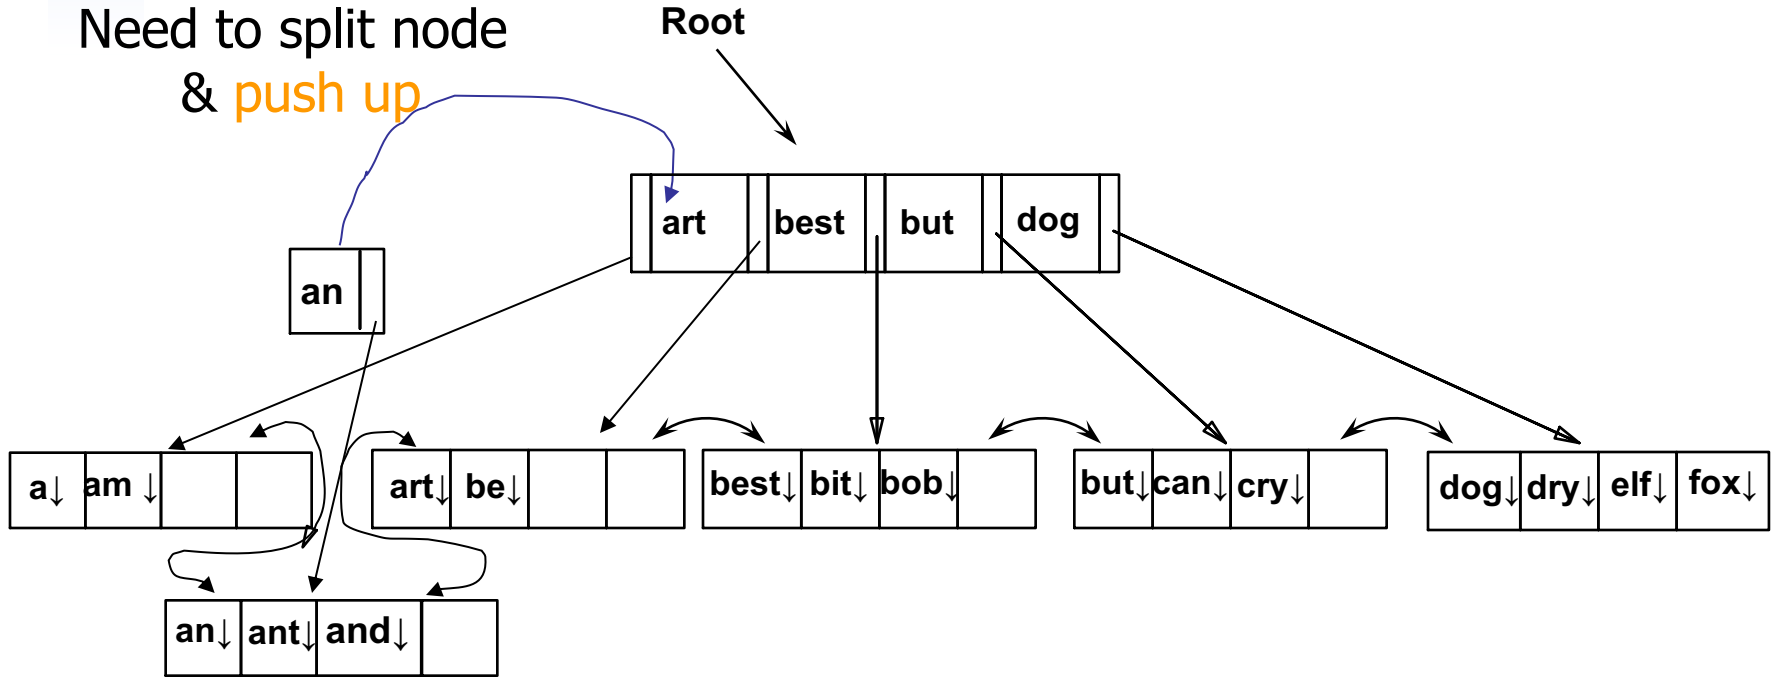 Need to split node
& push up
Root
art best but dog
an
a↓ am ↓
art↓ be↓
best↓ bit↓ bob↓
but↓ can↓ cry↓
dog↓ dry↓ elf↓ fox↓
an↓ ant↓ and↓